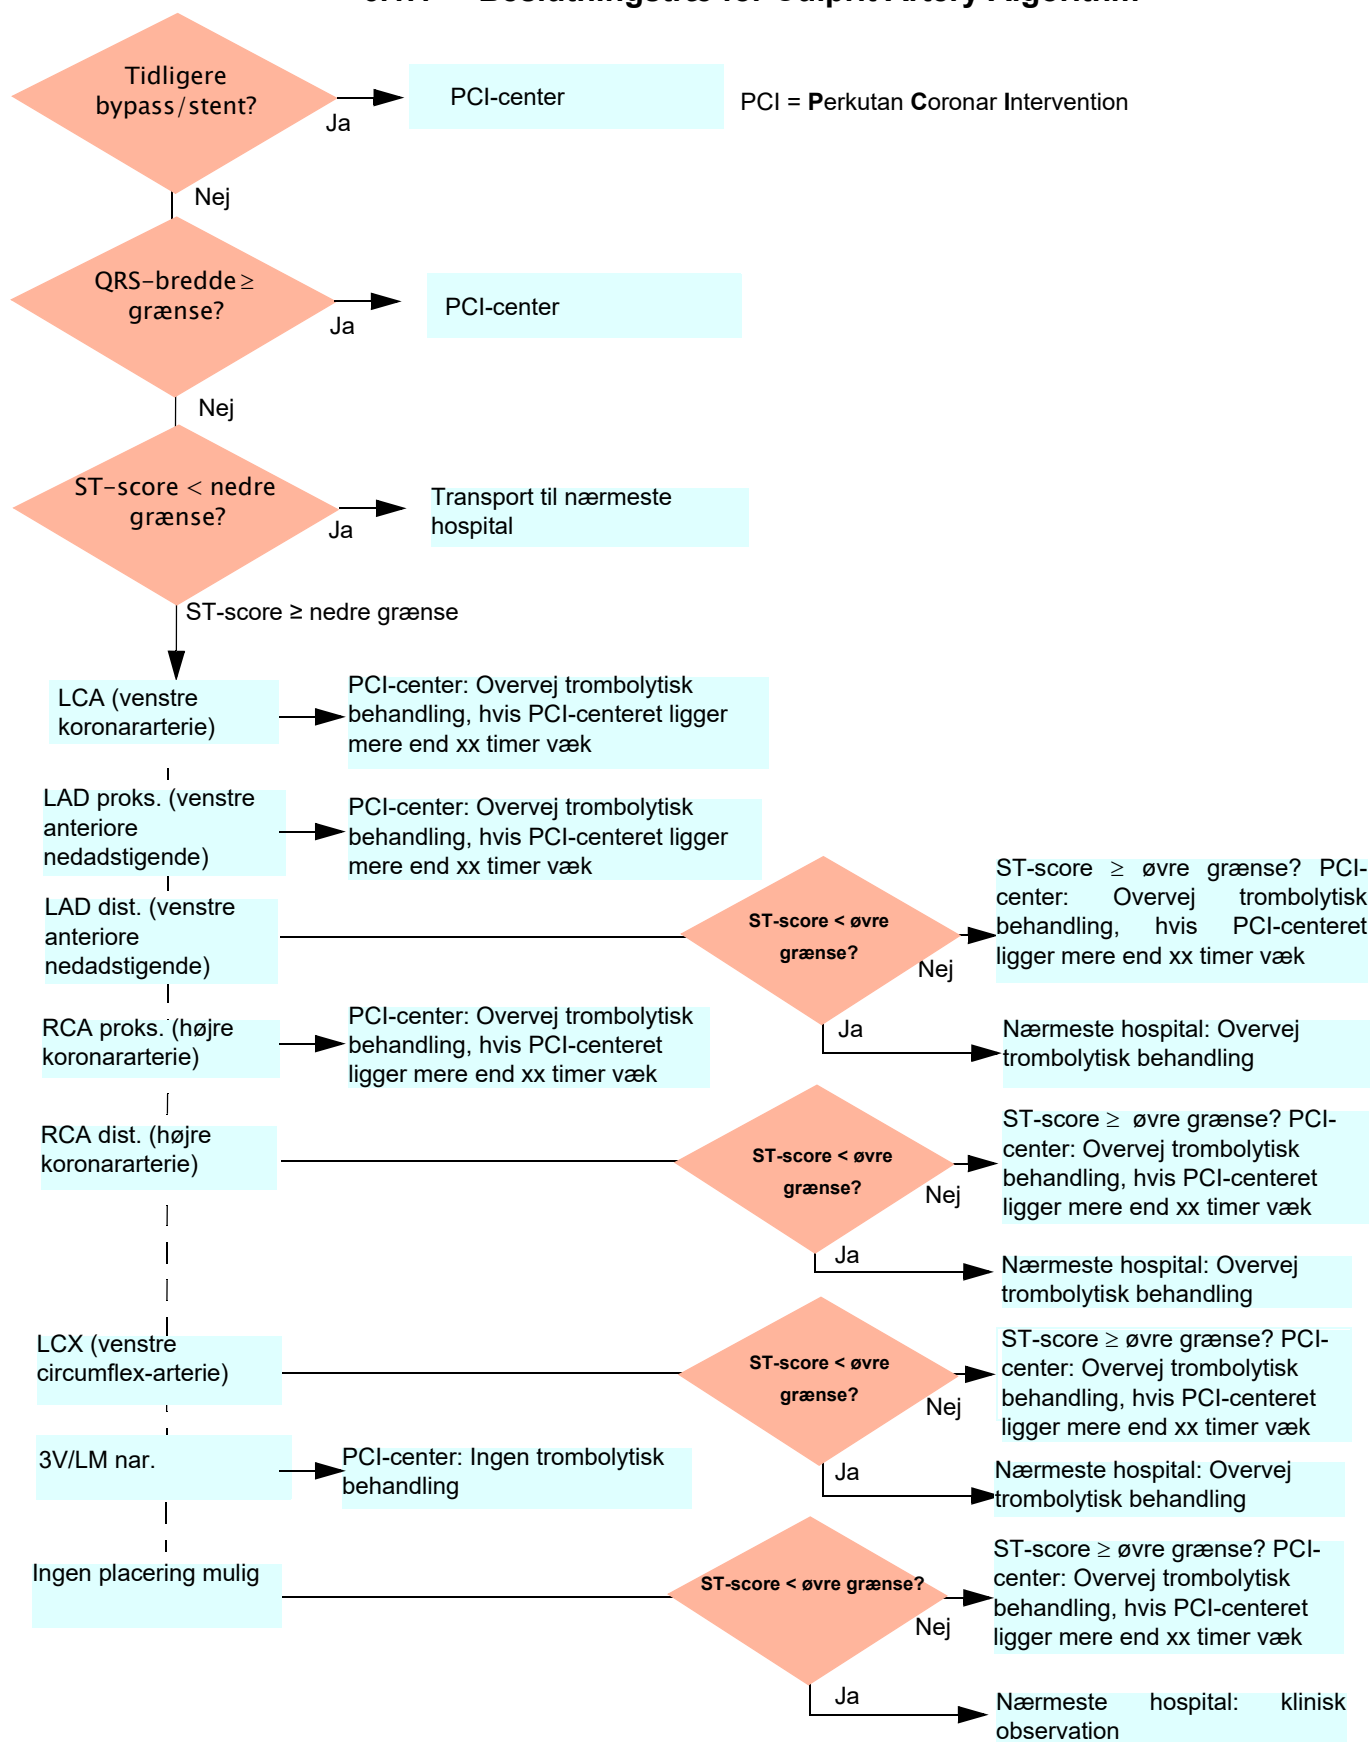 Beslutningstræ for Culprit Artery Algorithm
Tidligere
bypass/stent?
Ja
PCI-center
PCI = Perkutan Coronar Intervention
Nej
QRS-bredde ≥
grænse?
Ja
PCI-center
Nej
ST-score < nedre
grænse?
Ja
Transport til nærmeste
hospital
ST-score ≥ nedre grænse
LCA (venstre
koronararterie)
PCI-center: Overvej trombolytisk
behandling, hvis PCI-centeret ligger
mere end xx timer væk
LAD proks. (venstre
anteriore
nedadstigende)
PCI-center: Overvej trombolytisk
behandling, hvis PCI-centeret ligger
mere end xx timer væk
LAD dist. (venstre
anteriore
nedadstigende)
ST-score < øvre
grænse?
Nej
ST-score ≥ øvre grænse? PCI-
center: Overvej trombolytisk
behandling, hvis PCI-centeret
ligger mere end xx timer væk
Ja
Nærmeste hospital: Overvej
trombolytisk behandling
RCA proks. (højre
koronararterie)
PCI-center: Overvej trombolytisk
behandling, hvis PCI-centeret
ligger mere end xx timer væk
RCA dist. (højre
koronararterie)
ST-score < øvre
grænse?
Nej
ST-score ≥ øvre grænse? PCI-
center: Overvej trombolytisk
behandling, hvis PCI-centeret
ligger mere end xx timer væk
Ja
Nærmeste hospital: Overvej
trombolytisk behandling
LCX (venstre
circumflex-arterie)
ST-score < øvre
grænse?
Nej
ST-score ≥ øvre grænse? PCI-
center: Overvej trombolytisk
behandling, hvis PCI-centeret
ligger mere end xx timer væk
Ja
Nærmeste hospital: Overvej
trombolytisk behandling
3V/LM nar.
PCI-center: Ingen trombolytisk
behandling
Ingen placering mulig
ST-score < øvre grænse?
Nej
ST-score ≥ øvre grænse? PCI-
center: Overvej trombolytisk
behandling, hvis PCI-centeret
ligger mere end xx timer væk
Ja
Nærmeste hospital: klinisk
observation